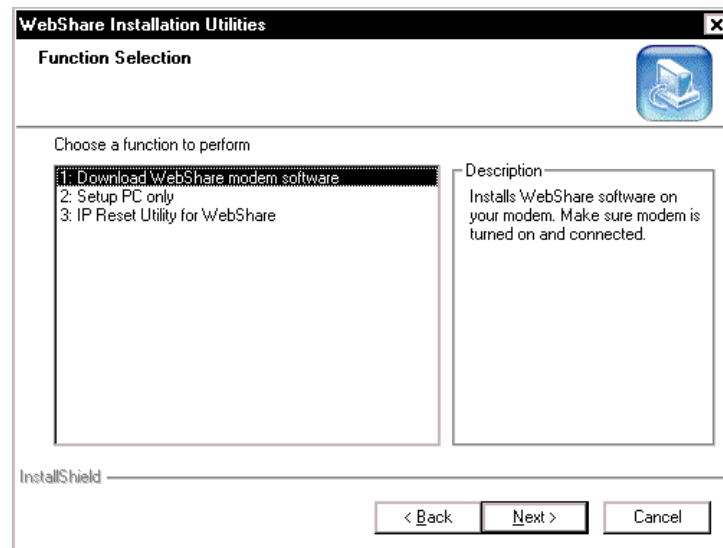 WebShare Installation Utilities
Function Selection
Choose a function to perform
1: Download WebShare modem software
2: Setup PC only
3: IP Reset Utility for WebShare
Description
Installs WebShare software on
your modem. Make sure modem is
turned on and connected.
InstallShield
< Back
Next >
Cancel